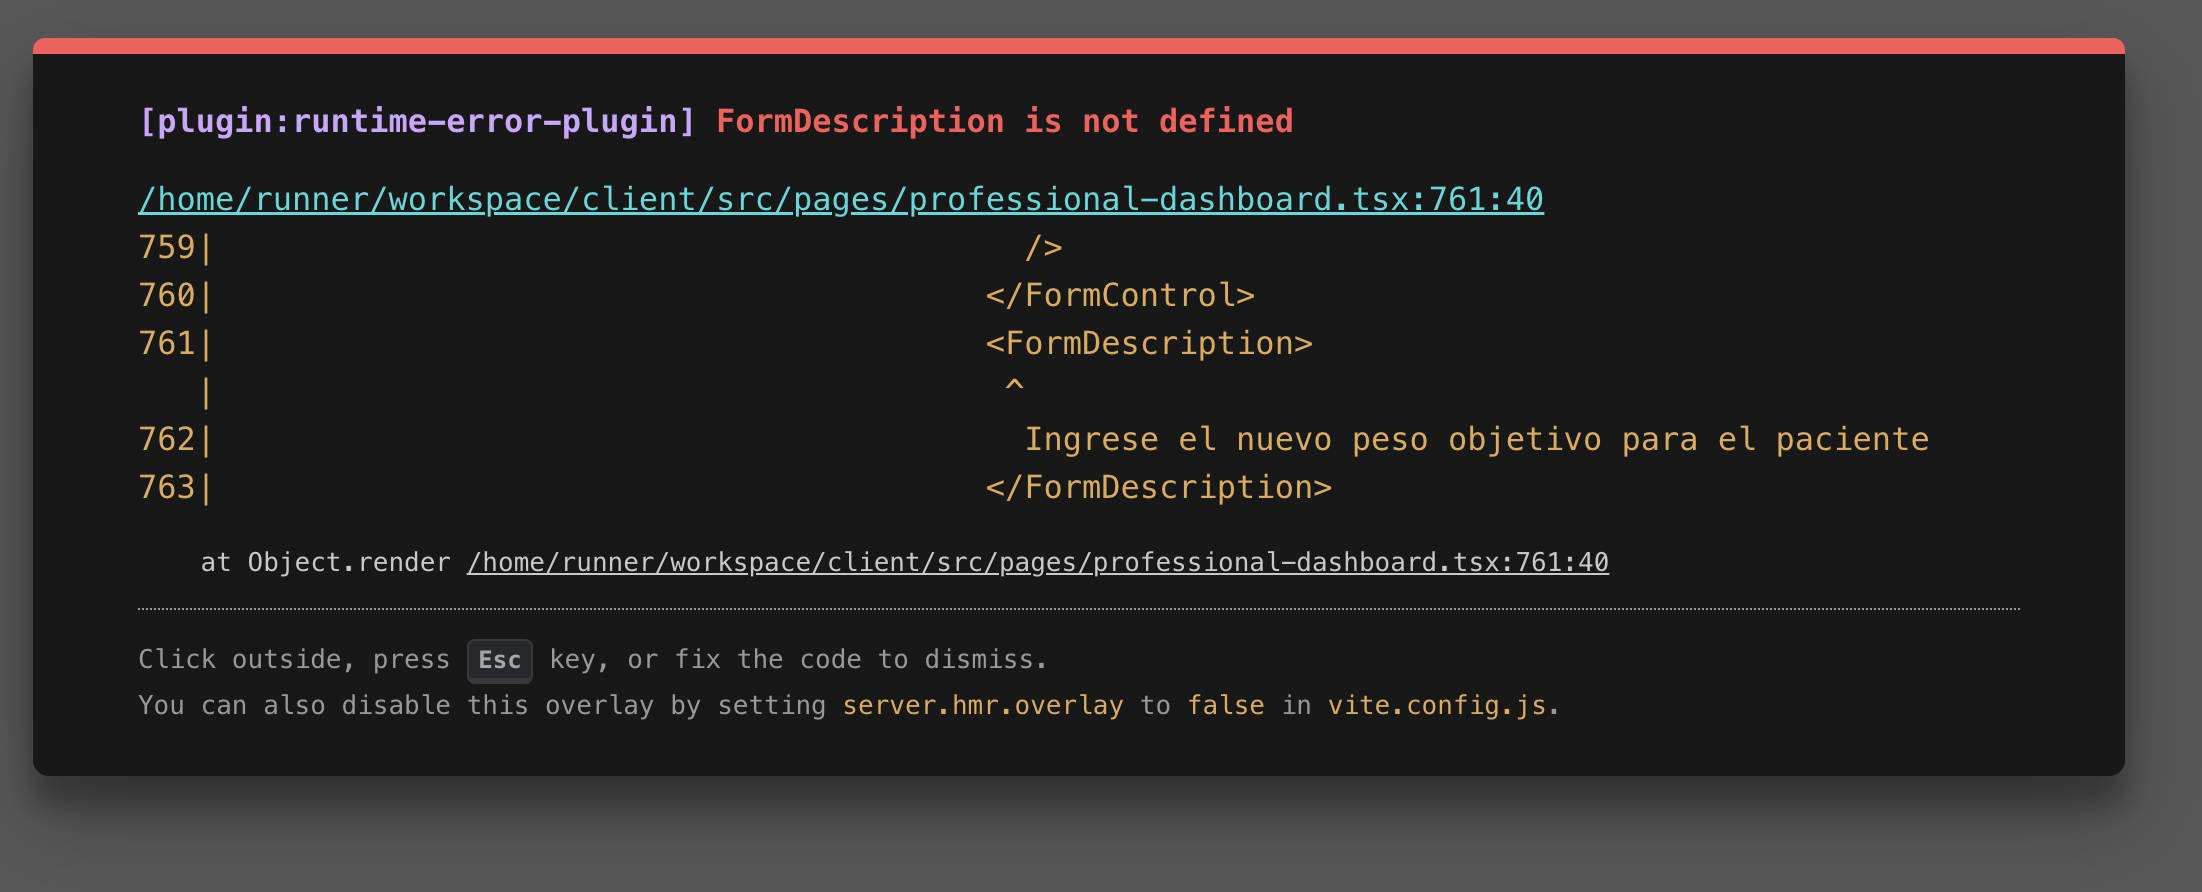 [plugin:runtime-error-plugin] FormDescription is not defined
/home/runner/workspace/client/src/pages/professional-dashboard.tsx:761:40
759|                                          />
760|                                        </FormControl>
761|                                        <FormDescription>
   |                                         ^
762|                                          Ingrese el nuevo peso objetivo para el paciente
763|                                        </FormDescription>
at Object.render /home/runner/workspace/client/src/pages/professional-dashboard.tsx:761:40
Click outside, press Esc key, or fix the code to dismiss.
You can also disable this overlay by setting server.hmr.overlay to false in vite.config.js.